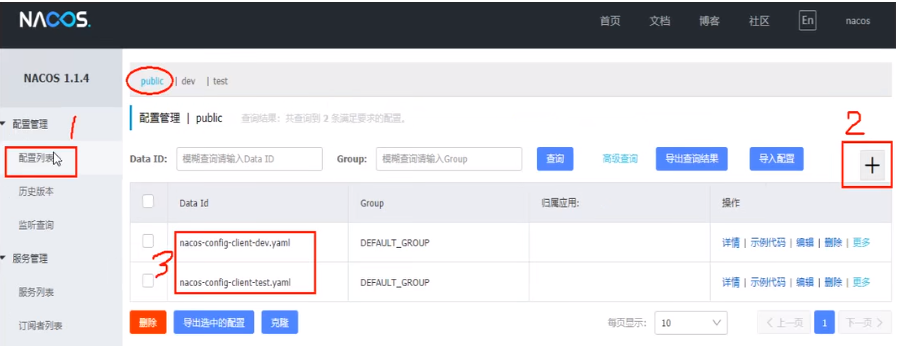 NACOS.
首页 文档 博客 社区 En nacos
NACOS 1.1.4
public | dev | test
配置管理
1
配置管理 | public 查询结果：共查询到 2 条满足要求的配置。
2
配置列表
Data ID: 模糊查询请输入Data ID Group: 模糊查询请输入Group 查询 高级查询 导出查询结果 导入配置 +
历史版本
Data Id Group 归属应用: 操作
监听查询
nacos-config-client-dev.yaml DEFAULT_GROUP 详情 | 示例代码 | 编辑 | 删除 | 更多
服务管理
3
nacos-config-client-test.yaml DEFAULT_GROUP 详情 | 示例代码 | 编辑 | 删除 | 更多
服务列表
删除 导出选中的配置 克隆 每页显示: 10 < 上一页 1 下一页 >
订阅者列表